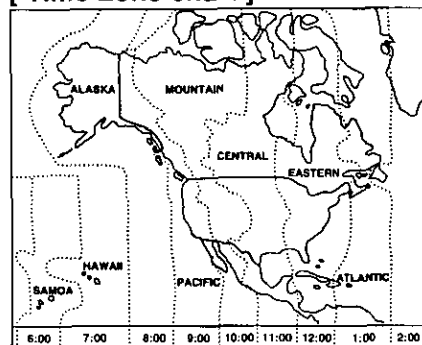 [ Time Zone
ALASKA MOUNTAIN
CENTRAL
EASTERN
HAWAII
SAMOA
PACIFIC ATLANTIC
6:00 7:00 8:00 9:00 10:00 11:00 12:00 1:00 2:00